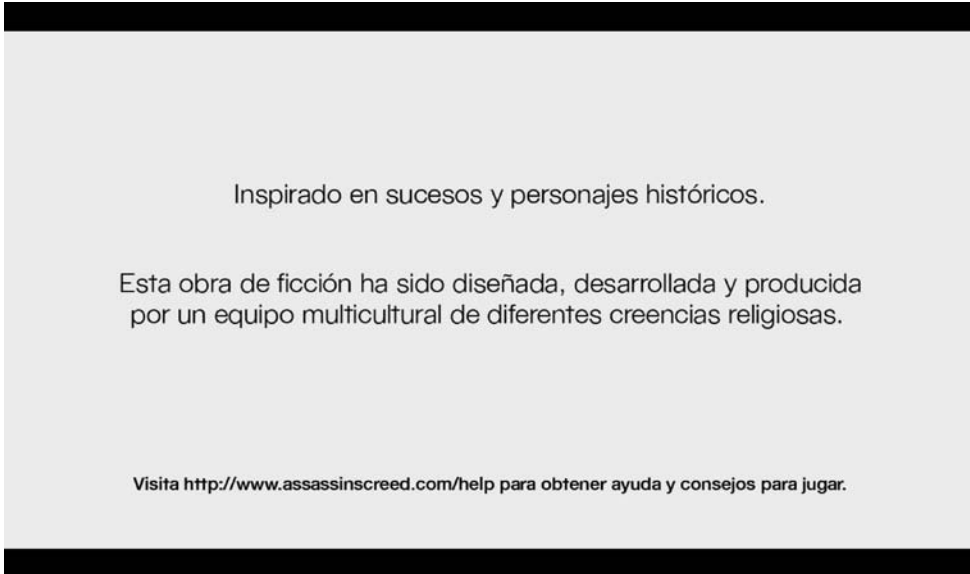 Inspirado en sucesos y personajes históricos.
Esta obra de ficción ha sido diseñada, desarrollada y producida
por un equipo multicultural de diferentes creencias religiosas.
Visita http://www.assassinscreed.com/help para obtener ayuda y consejos para jugar.